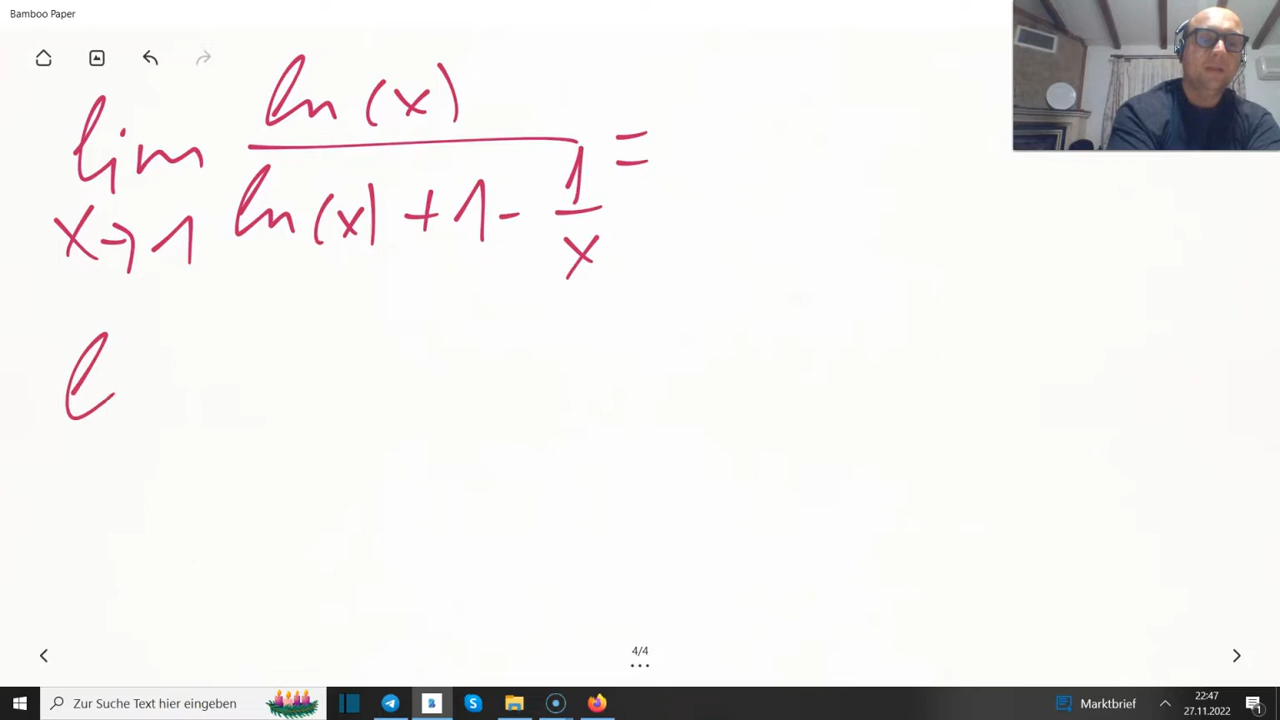 Bamboo Paper
lim x→1 ln(x) / ln(x) + 1 - 1/x =
l
4/4
Zur Suche Text hier eingeben
Marktbrief
22:47
27.11.2022
1